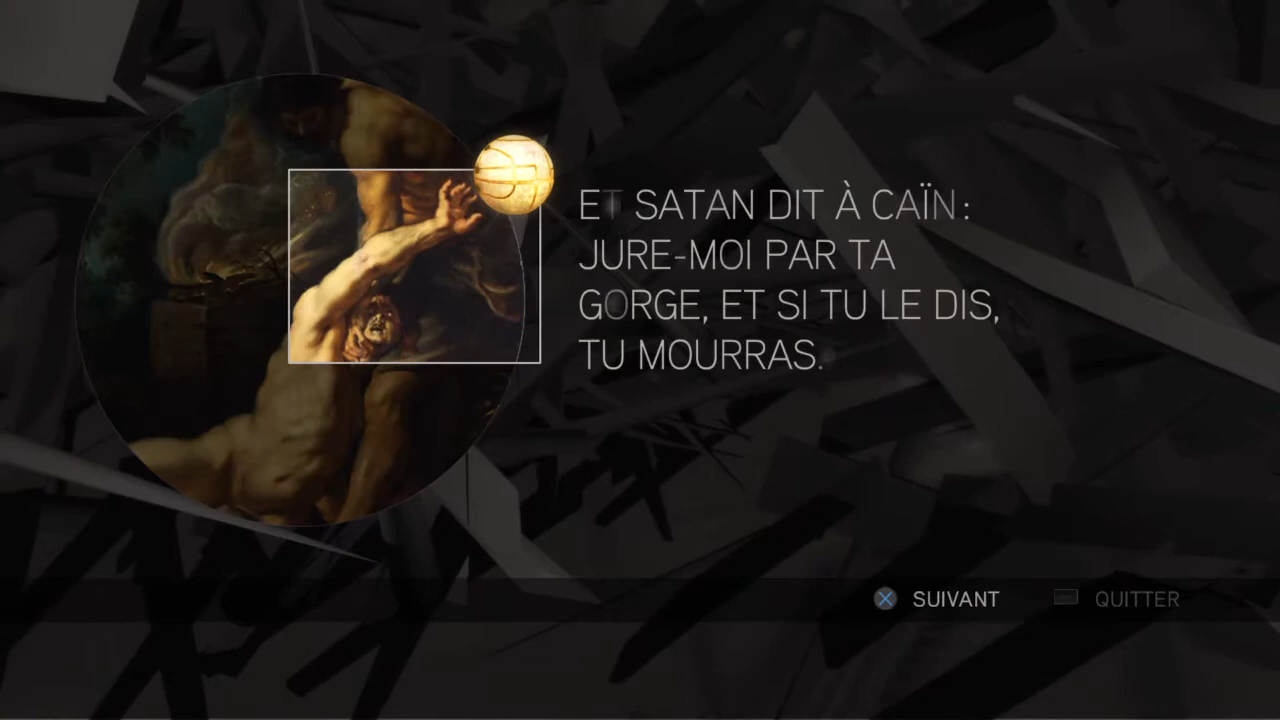 ET SATAN DIT À CAÏN :
JURE-MOI PAR TA
GORGE, ET SI TU LE DIS,
TU MOURRAS.
SUIVANT
QUITTER